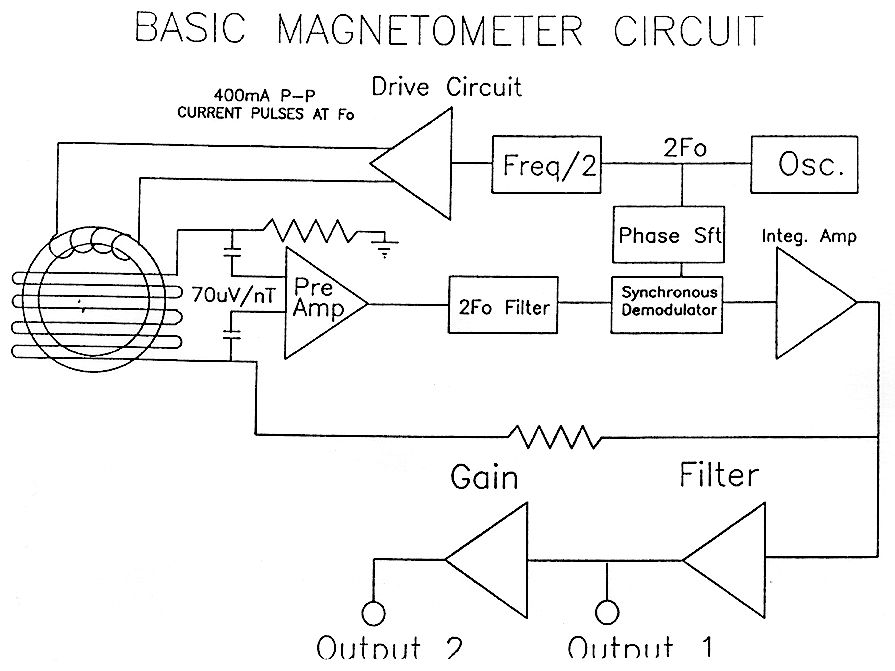 BASIC MAGNETOMETER CIRCUIT
400mA P-P
CURRENT PULSES AT Fo
Drive Circuit
Freq/2
2Fo
Osc.
Phase Sft
Integ. Amp
70uV/nT
Pre
Amp
2Fo Filter
Synchronous
Demodulator
Gain
Filter
Output 2
Output 1